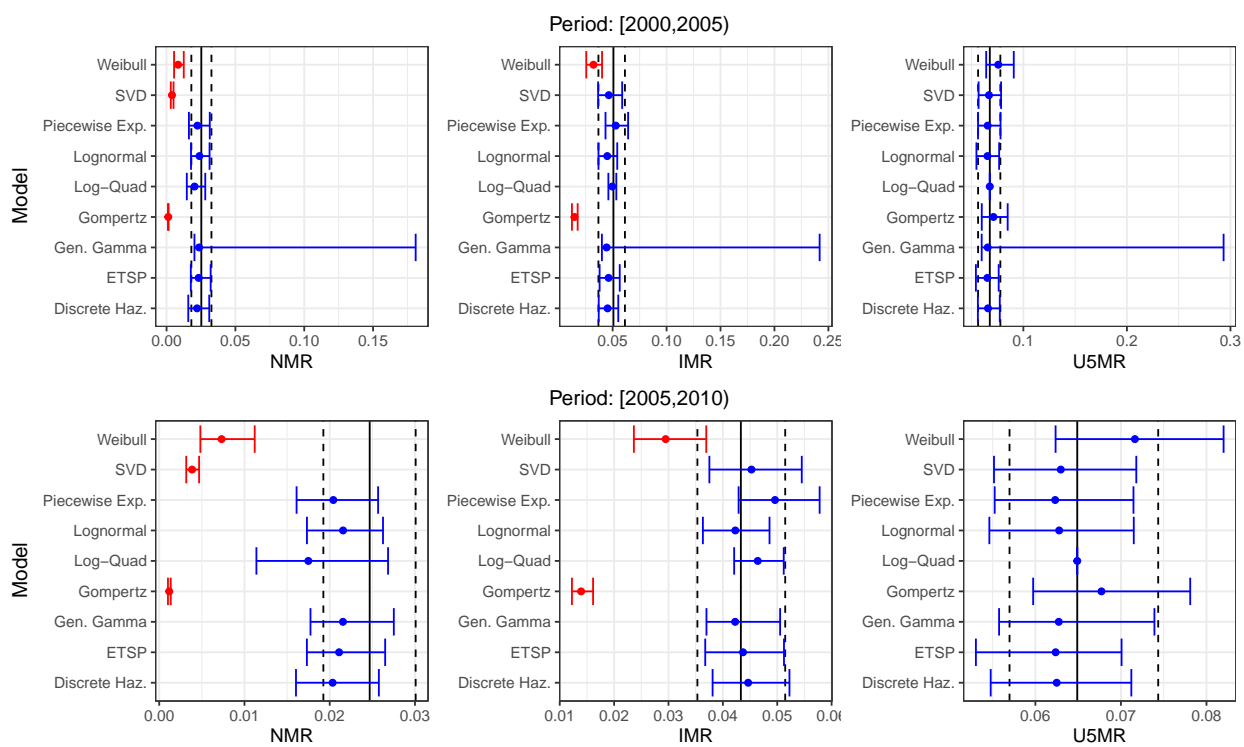 Period: [2000,2005)
Model
Weibull
SVD
Piecewise Exp.
Lognormal
Log−Quad
Gompertz
Gen. Gamma
ETSP
Discrete Haz.
0.00 0.05 0.10 0.15
NMR
Weibull
SVD
Piecewise Exp.
Lognormal
Log−Quad
Gompertz
Gen. Gamma
ETSP
Discrete Haz.
0.00 0.05 0.10 0.15 0.20 0.25
IMR
Weibull
SVD
Piecewise Exp.
Lognormal
Log−Quad
Gompertz
Gen. Gamma
ETSP
Discrete Haz.
0.1 0.2 0.3
U5MR
Period: [2005,2010)
Model
Weibull
SVD
Piecewise Exp.
Lognormal
Log−Quad
Gompertz
Gen. Gamma
ETSP
Discrete Haz.
0.00 0.01 0.02 0.03
NMR
Weibull
SVD
Piecewise Exp.
Lognormal
Log−Quad
Gompertz
Gen. Gamma
ETSP
Discrete Haz.
0.01 0.02 0.03 0.04 0.05
IMR
Weibull
SVD
Piecewise Exp.
Lognormal
Log−Quad
Gompertz
Gen. Gamma
ETSP
Discrete Haz.
0.06 0.07 0.08
U5MR